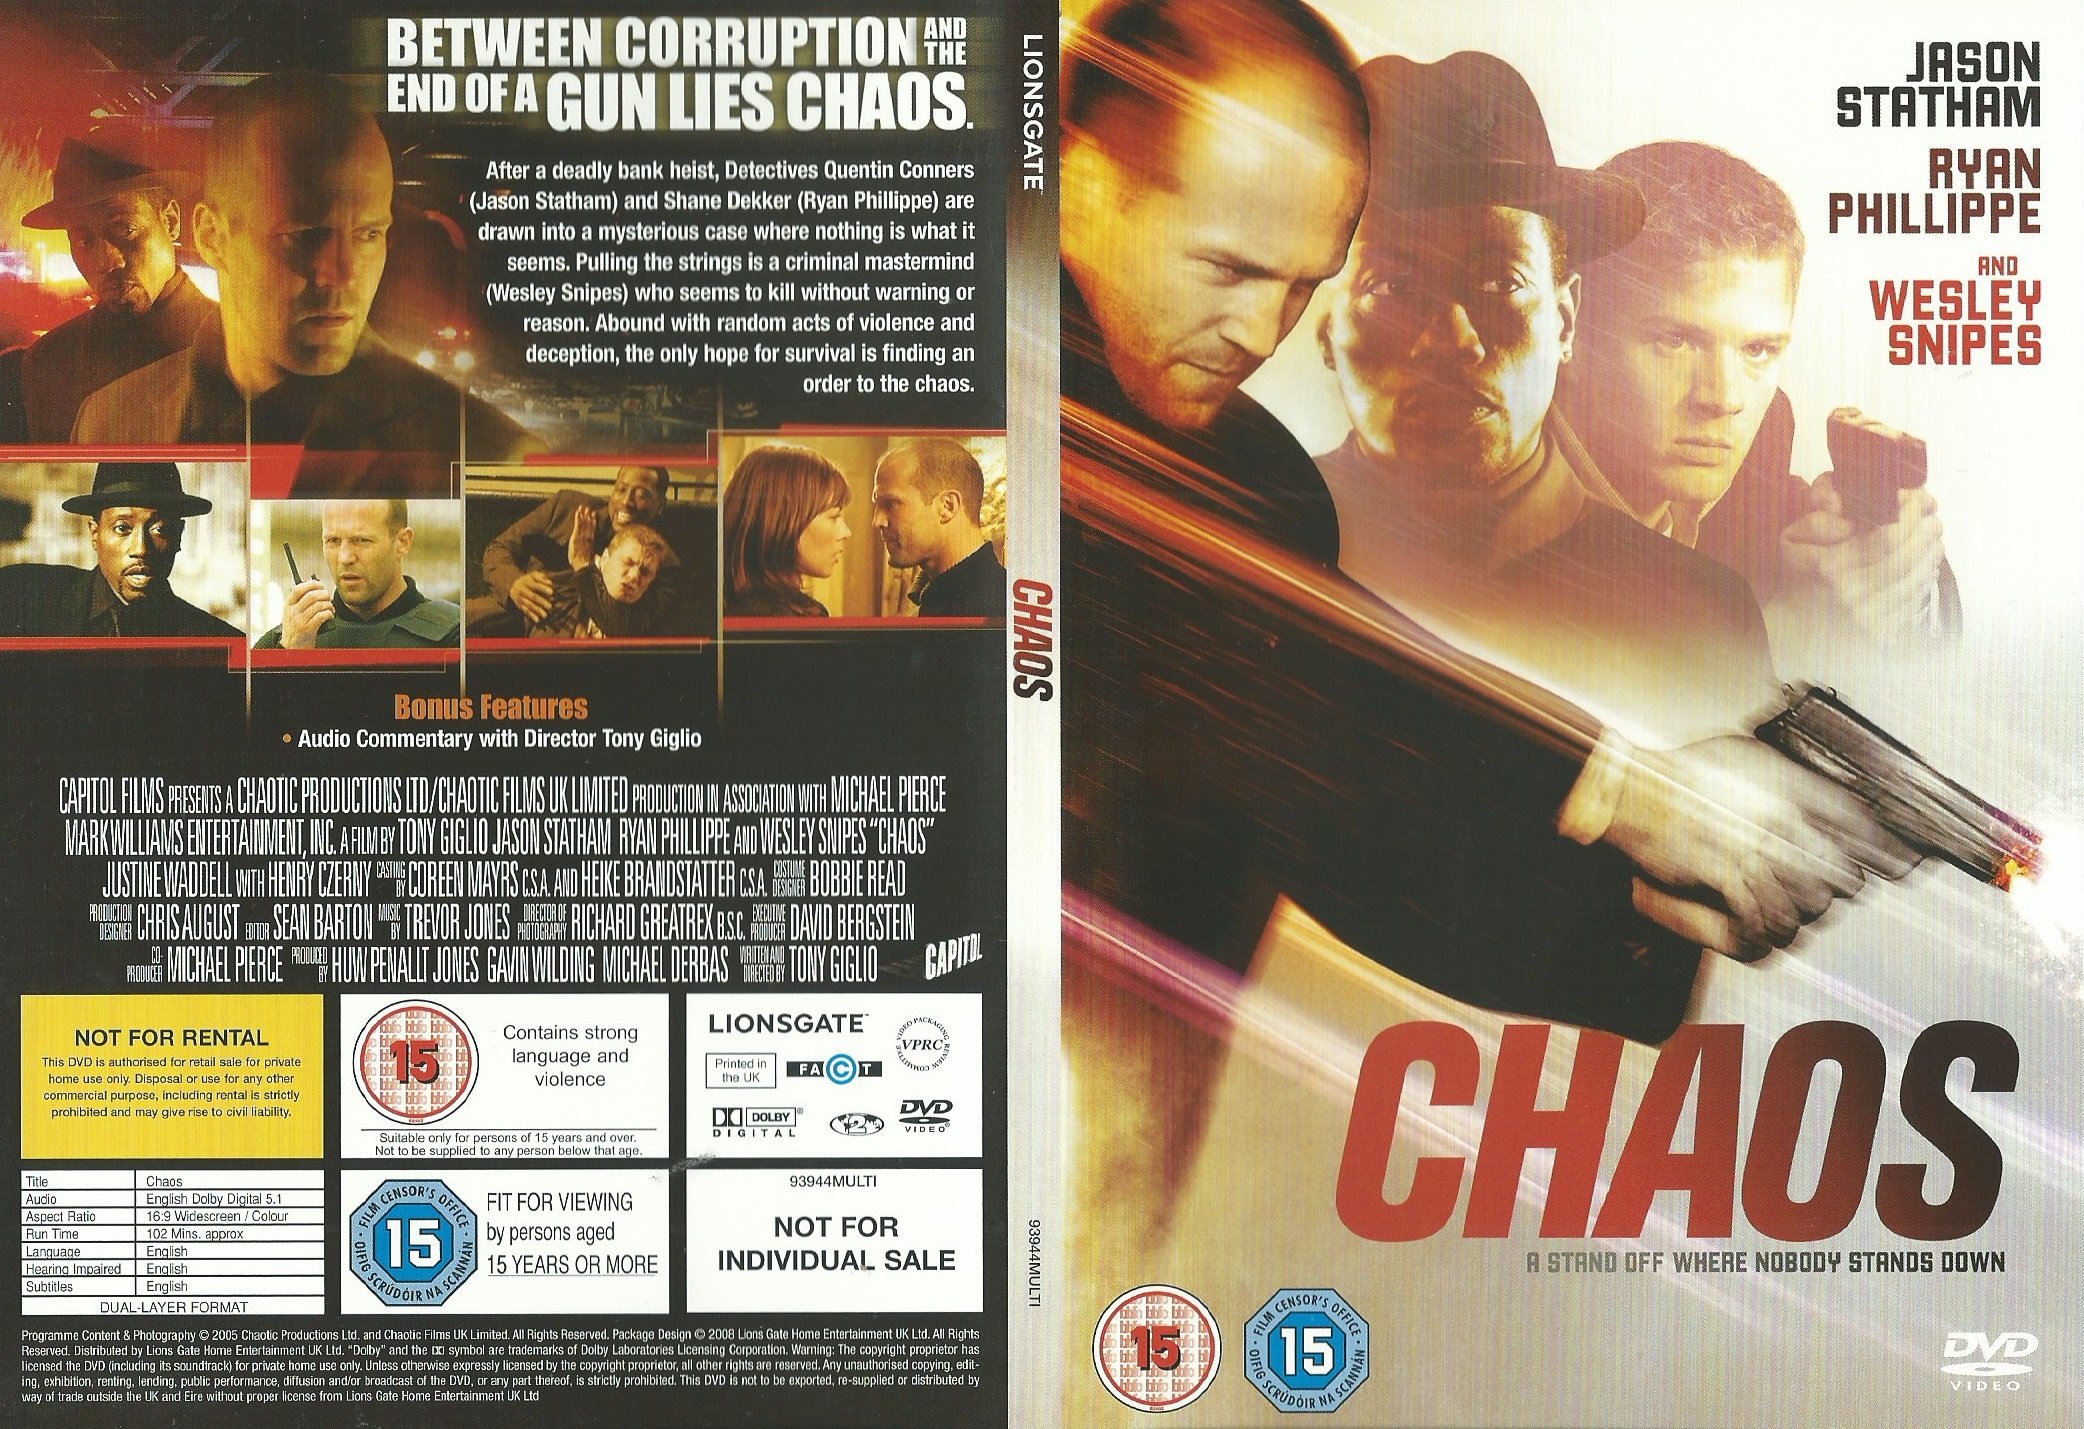 BETWEEN CORRUPTION AND THE
END OF A GUN LIES CHAOS.
After a deadly bank heist, Detectives Quentin Conners
(Jason Statham) and Shane Dekker (Ryan Phillippe) are
drawn into a mysterious case where nothing is what it
seems. Pulling the strings is a criminal mastermind
(Wesley Snipes) who seems to kill without warning or
reason. Abound with random acts of violence and
deception, the only hope for survival is finding an
order to the chaos.
Bonus Features
• Audio Commentary with Director Tony Giglio
CAPITOL FILMS PRESENTS A CHAOTIC PRODUCTIONS LTD/CHAOTIC FILMS UK LIMITED PRODUCTION IN ASSOCIATION WITH MICHAEL PIERCE
MARK WILLIAMS ENTERTAINMENT, INC. A FILM BY TONY GIGLIO JASON STATHAM RYAN PHILLIPPE AND WESLEY SNIPES "CHAOS"
JUSTINE WADDELL WITH HENRY CZERNY CASTING BY COREEN MAYRS C.S.A. AND HEIKE BRANDSTATTER C.S.A. COSTUME DESIGNER BOBBIE READ
PRODUCTION DESIGNER CHRIS AUGUST EDITOR SEAN BARTON MUSIC BY TREVOR JONES DIRECTOR OF PHOTOGRAPHY RICHARD GREATREX B.S.C. EXECUTIVE PRODUCER DAVID BERGSTEIN
CO-PRODUCER MICHAEL PIERCE PRODUCED BY HUW PENALLT JONES GAVIN WILDING MICHAEL DERBAS WRITTEN AND DIRECTED BY TONY GIGLIO CAPITOL
NOT FOR RENTAL
This DVD is authorised for retail sale for private
home use only. Disposal or use for any other
commercial purpose, including rental is strictly
prohibited and may give rise to civil liability.
15
Contains strong
language and
violence
Suitable only for persons of 15 years and over.
Not to be supplied to any person below that age.
LIONSGATE
Printed in
the UK
FACT
VIDEO PACKAGING REVIEW COMMITTEE
VPRC
DOLBY
DIGITAL
2
DVD
VIDEO
Title Chaos
Audio English Dolby Digital 5.1
Aspect Ratio 16:9 Widescreen / Colour
Run Time 102 Mins. approx
Language English
Hearing Impaired English
Subtitles English
DUAL-LAYER FORMAT
FILM CENSOR'S OFFICE
15
OIFIG SCRÚDÓIR NA SCANNÁN
FIT FOR VIEWING
by persons aged
15 YEARS OR MORE
93944MULTI
NOT FOR
INDIVIDUAL SALE
Programme Content & Photography © 2005 Chaotic Productions Ltd. and Chaotic Films UK Limited. All Rights Reserved. Package Design © 2008 Lions Gate Home Entertainment UK Ltd. All Rights
Reserved. Distributed by Lions Gate Home Entertainment UK Ltd. "Dolby" and the DD symbol are trademarks of Dolby Laboratories Licensing Corporation. Warning: The copyright proprietor has
licensed the DVD (including its soundtrack) for private home use only. Unless otherwise expressly licensed by the copyright proprietor, all other rights are reserved. Any unauthorised copying, edit-
ing, exhibition, renting, lending, public performance, diffusion and/or broadcast of the DVD, or any part thereof, is strictly prohibited. This DVD is not to be exported, re-supplied or distributed by
way of trade outside the UK and Eire without proper license from Lions Gate Home Entertainment UK Ltd
LIONSGATE
CHAOS
93944MULTI
JASON
STATHAM
RYAN
PHILLIPPE
AND
WESLEY
SNIPES
CHAOS
A STAND OFF WHERE NOBODY STANDS DOWN
15
FILM CENSOR'S OFFICE
15
OIFIG SCRÚDÓIR NA SCANNÁN
DVD
VIDEO